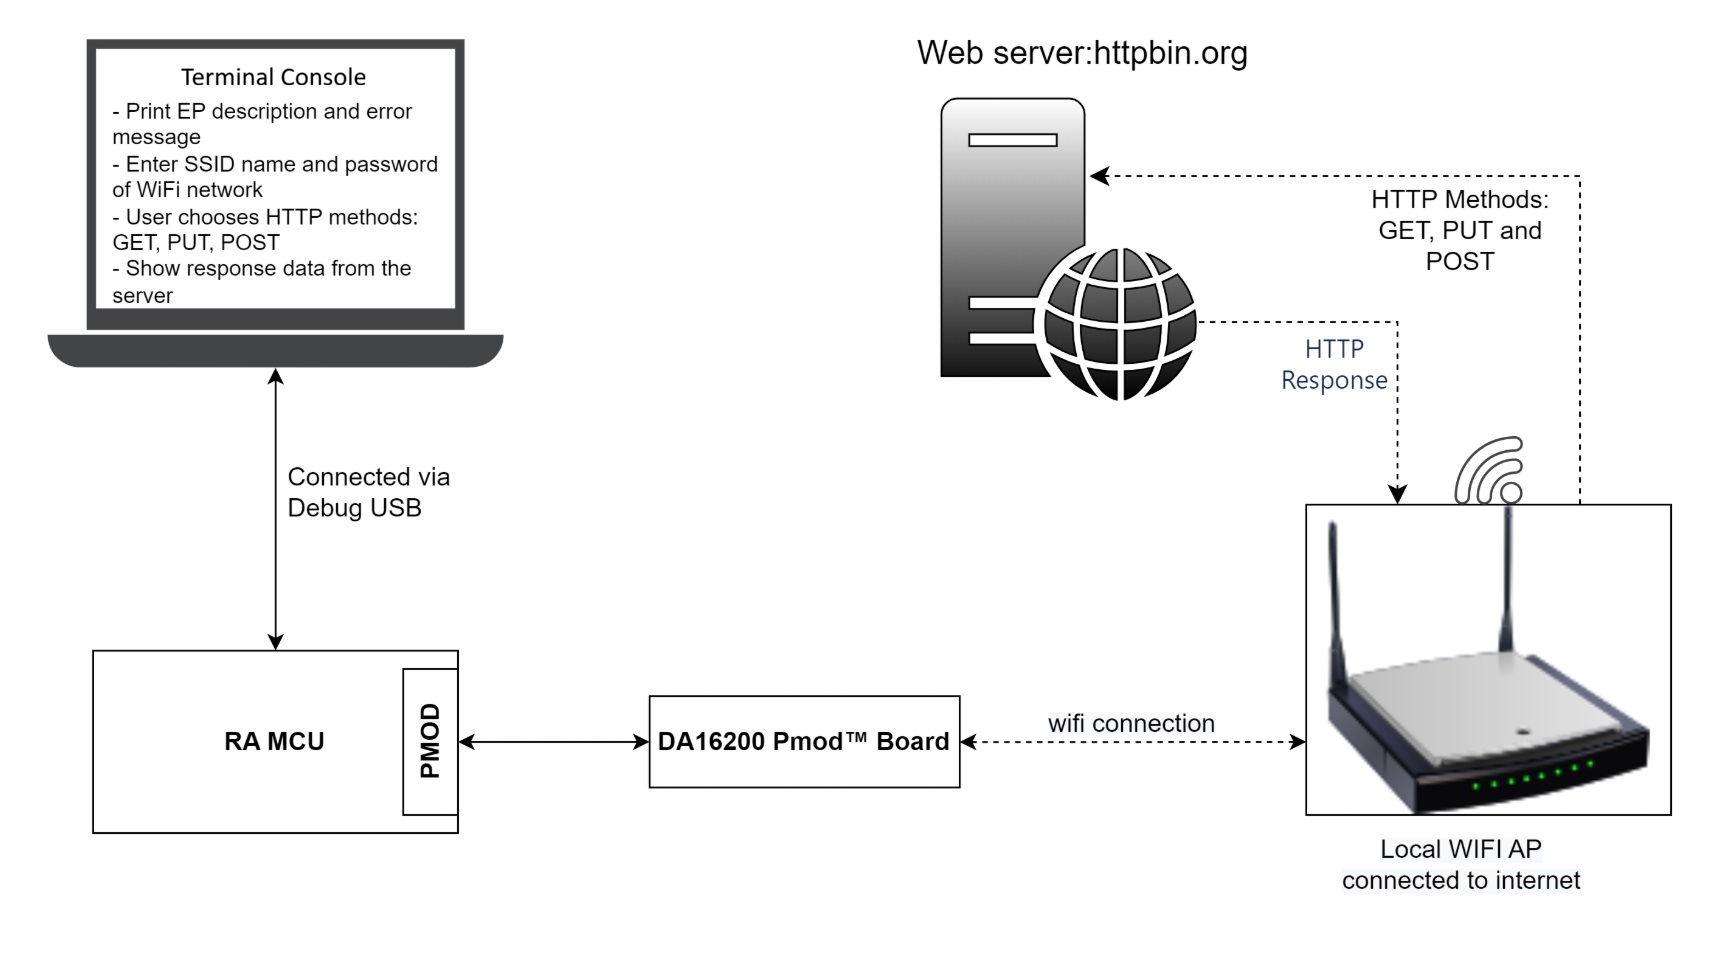 Terminal Console
- Print EP description and error
message
- Enter SSID name and password
of WiFi network
- User chooses HTTP methods:
GET, PUT, POST
- Show response data from the
server
Web server:httpbin.org
HTTP Methods:
GET, PUT and
POST
HTTP
Response
Connected via
Debug USB
RA MCU
PMOD
DA16200 Pmod™ Board
wifi connection
Local WIFI AP
connected to internet